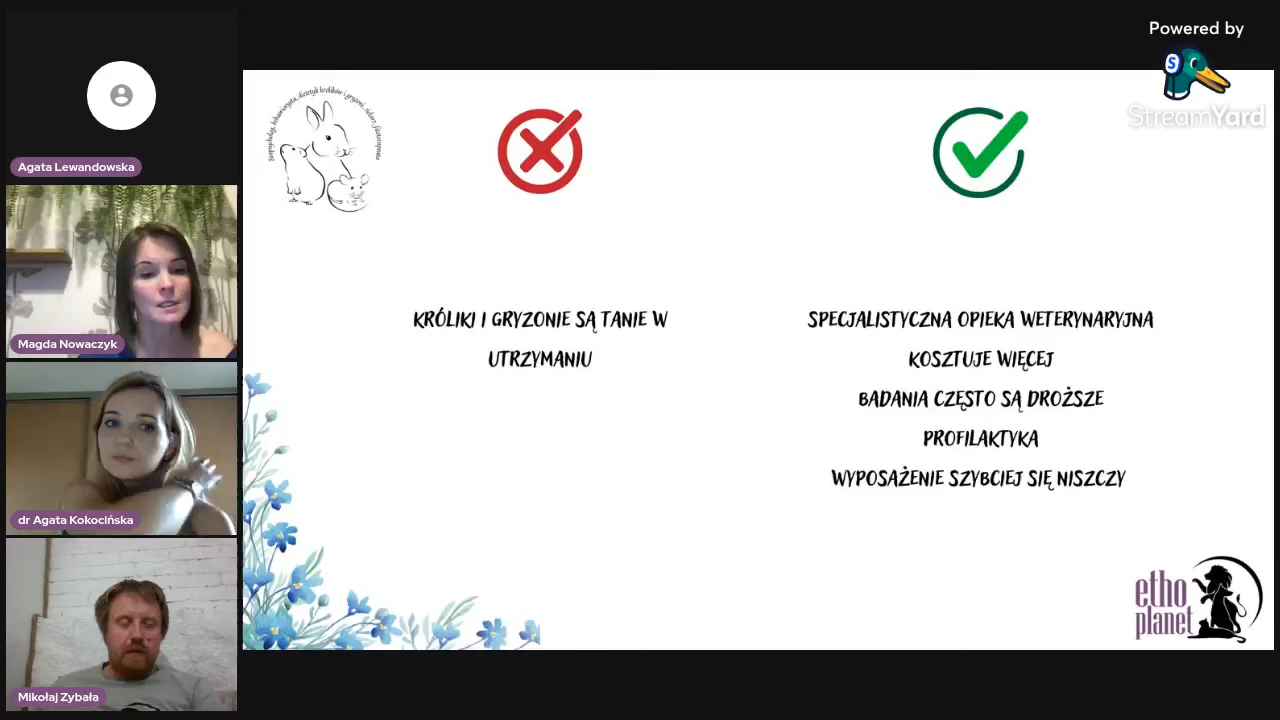 Powered by
StreamYard
Agata Lewandowska
Magda Nowaczyk
dr Agata Kokocińska
Mikołaj Zybała
KRÓLIKI I GRYZONIE SĄ TANIE W
UTRZYMANIU
SPECJALISTYCZNA OPIEKA WETERYNARYJNA
KOSZTUJE WIĘCEJ
BADANIA CZĘSTO SĄ DROŻSZE
PROFILAKTYKA
WYPOSAŻENIE SZYBCIEJ SIĘ NISZCZY
etho
planet